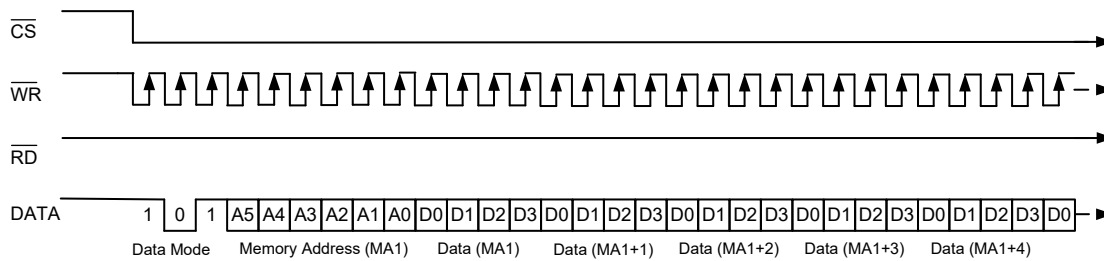 CS
WR
RD
DATA 1 0 1 A5 A4 A3 A2 A1 A0 D0 D1 D2 D3 D0 D1 D2 D3 D0 D1 D2 D3 D0 D1 D2 D3 D0 D1 D2 D3 D0
Data Mode Memory Address (MA1) Data (MA1) Data (MA1+1) Data (MA1+2) Data (MA1+3) Data (MA1+4)